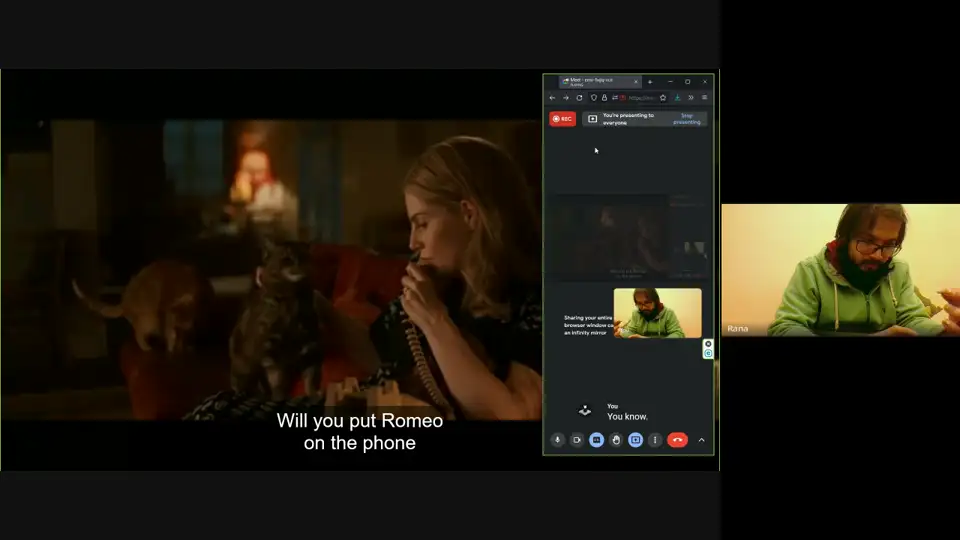 REC
You're presenting to
everyone
Stop
presenting
Sharing your entire
browser window ca
an infinity mirror
You
You know.
Will you put Romeo
on the phone
Rana